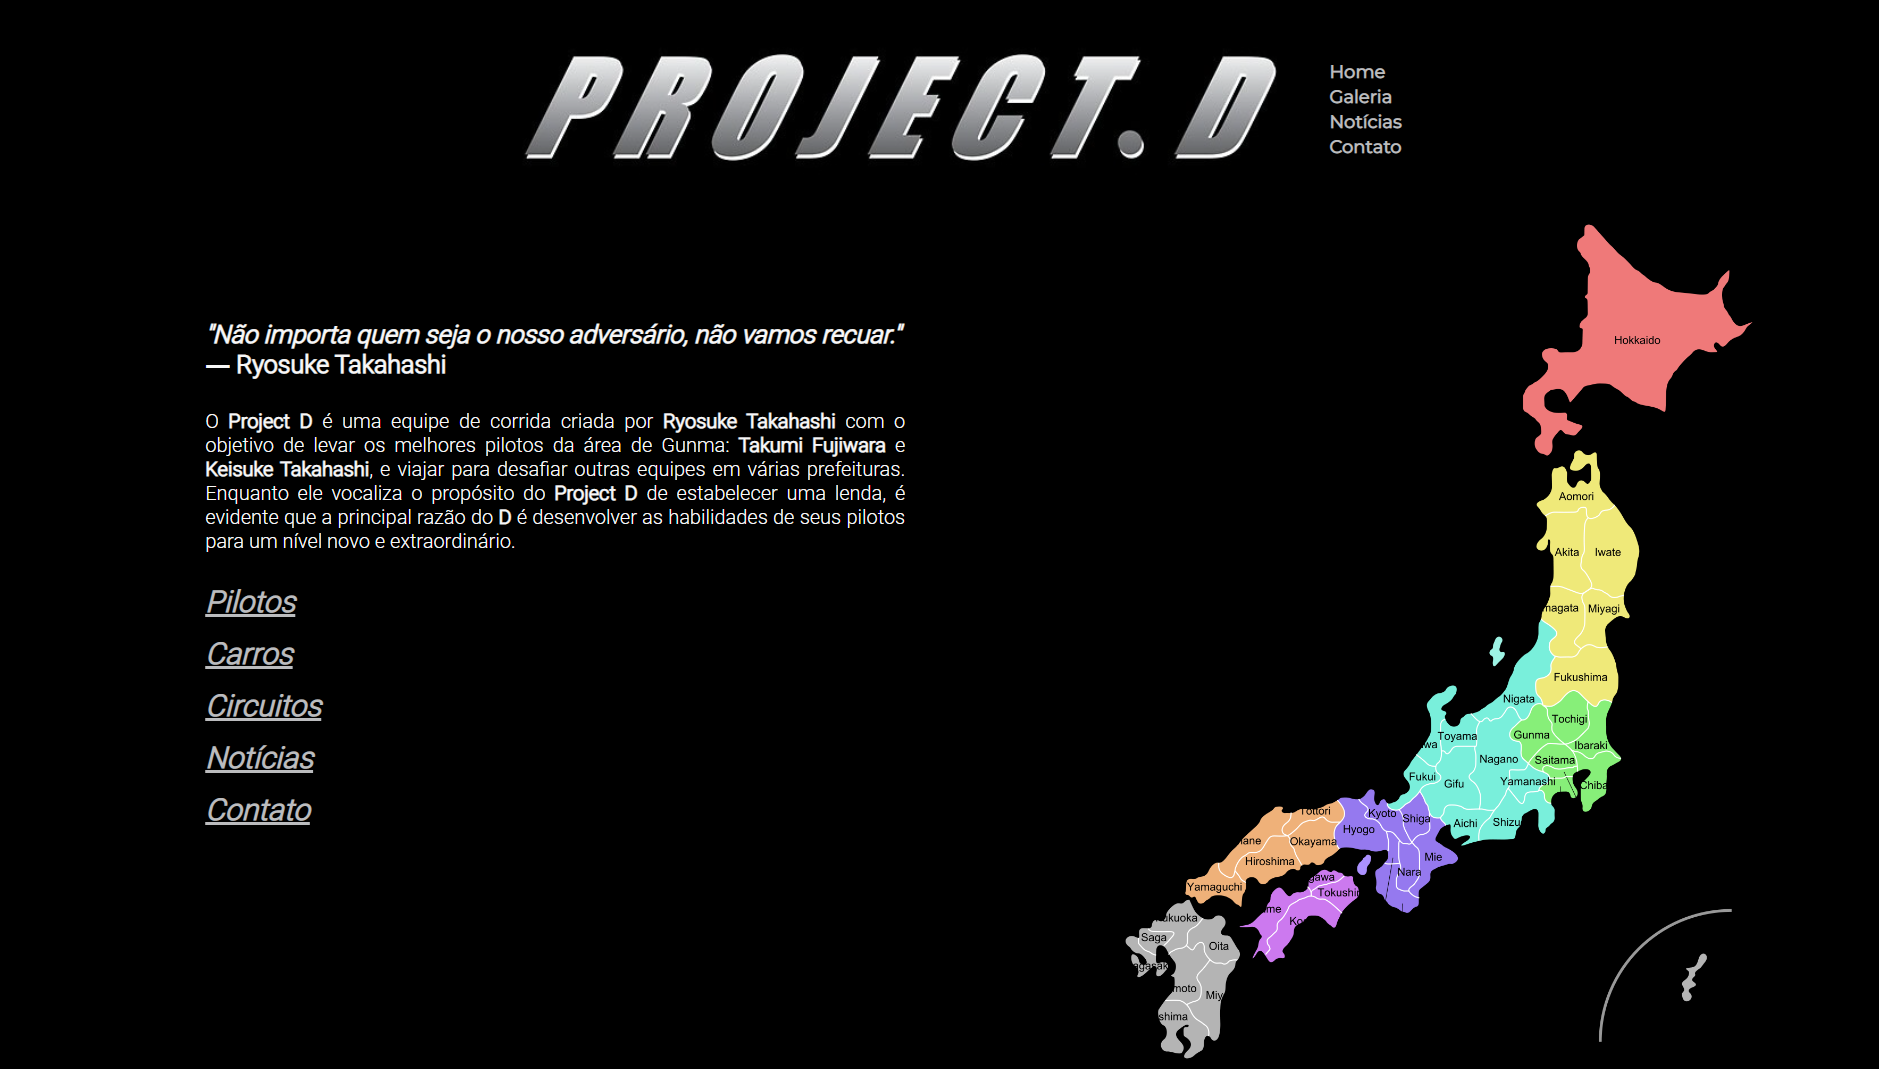 PROJECT.D
Home
Galeria
Notícias
Contato
"Não importa quem seja o nosso adversário, não vamos recuar."
— Ryosuke Takahashi
O Project D é uma equipe de corrida criada por Ryosuke Takahashi com o
objetivo de levar os melhores pilotos da área de Gunma: Takumi Fujiwara e
Keisuke Takahashi, e viajar para desafiar outras equipes em várias prefeituras.
Enquanto ele vocaliza o propósito do Project D de estabelecer uma lenda, é
evidente que a principal razão do D é desenvolver as habilidades de seus pilotos
para um nível novo e extraordinário.
Pilotos
Carros
Circuitos
Notícias
Contato
Hokkaido
Aomori
Akita
Iwate
magata
Miyagi
Fukushima
Nigata
Tochigi
Gunma
Toyama
wa
Ibaraki
Nagano
Saitama
Fukui
Gifu
Yamanashi
Chiba
Tottori
Kyoto
Shiga
Aichi
Shizu
Hyogo
ane
Okayama
Hiroshima
Mie
Nara
gawa
Yamaguchi
Tokushi
me
Ko
ukuoka
Saga
Oita
agasak
moto
Miy
shima